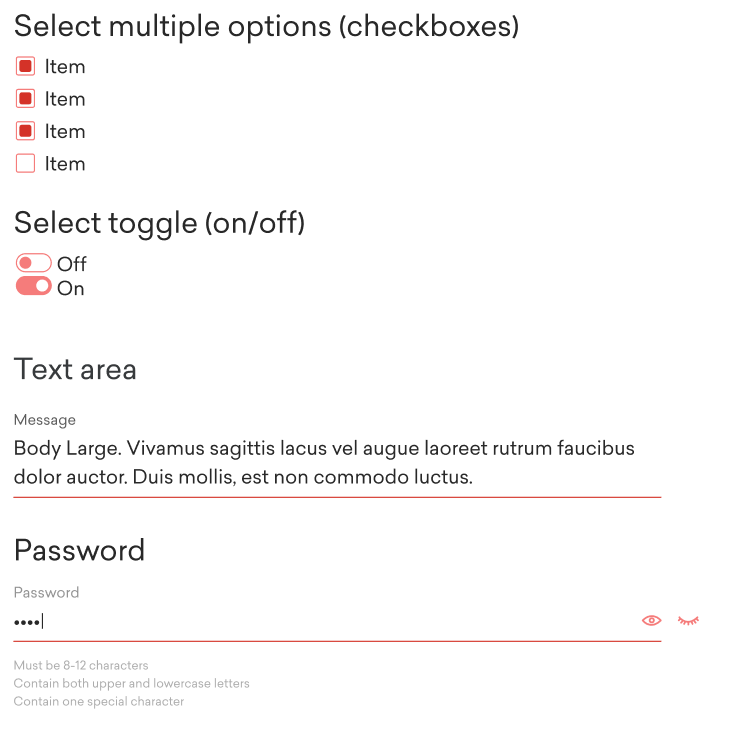 Select multiple options (checkboxes)
Item
Item
Item
Item
Select toggle (on/off)
Off
On
Text area
Message
Body Large. Vivamus sagittis lacus vel augue laoreet rutrum faucibus
dolor auctor. Duis mollis, est non commodo luctus.
Password
Password
••••
Must be 8-12 characters
Contain both upper and lowercase letters
Contain one special character